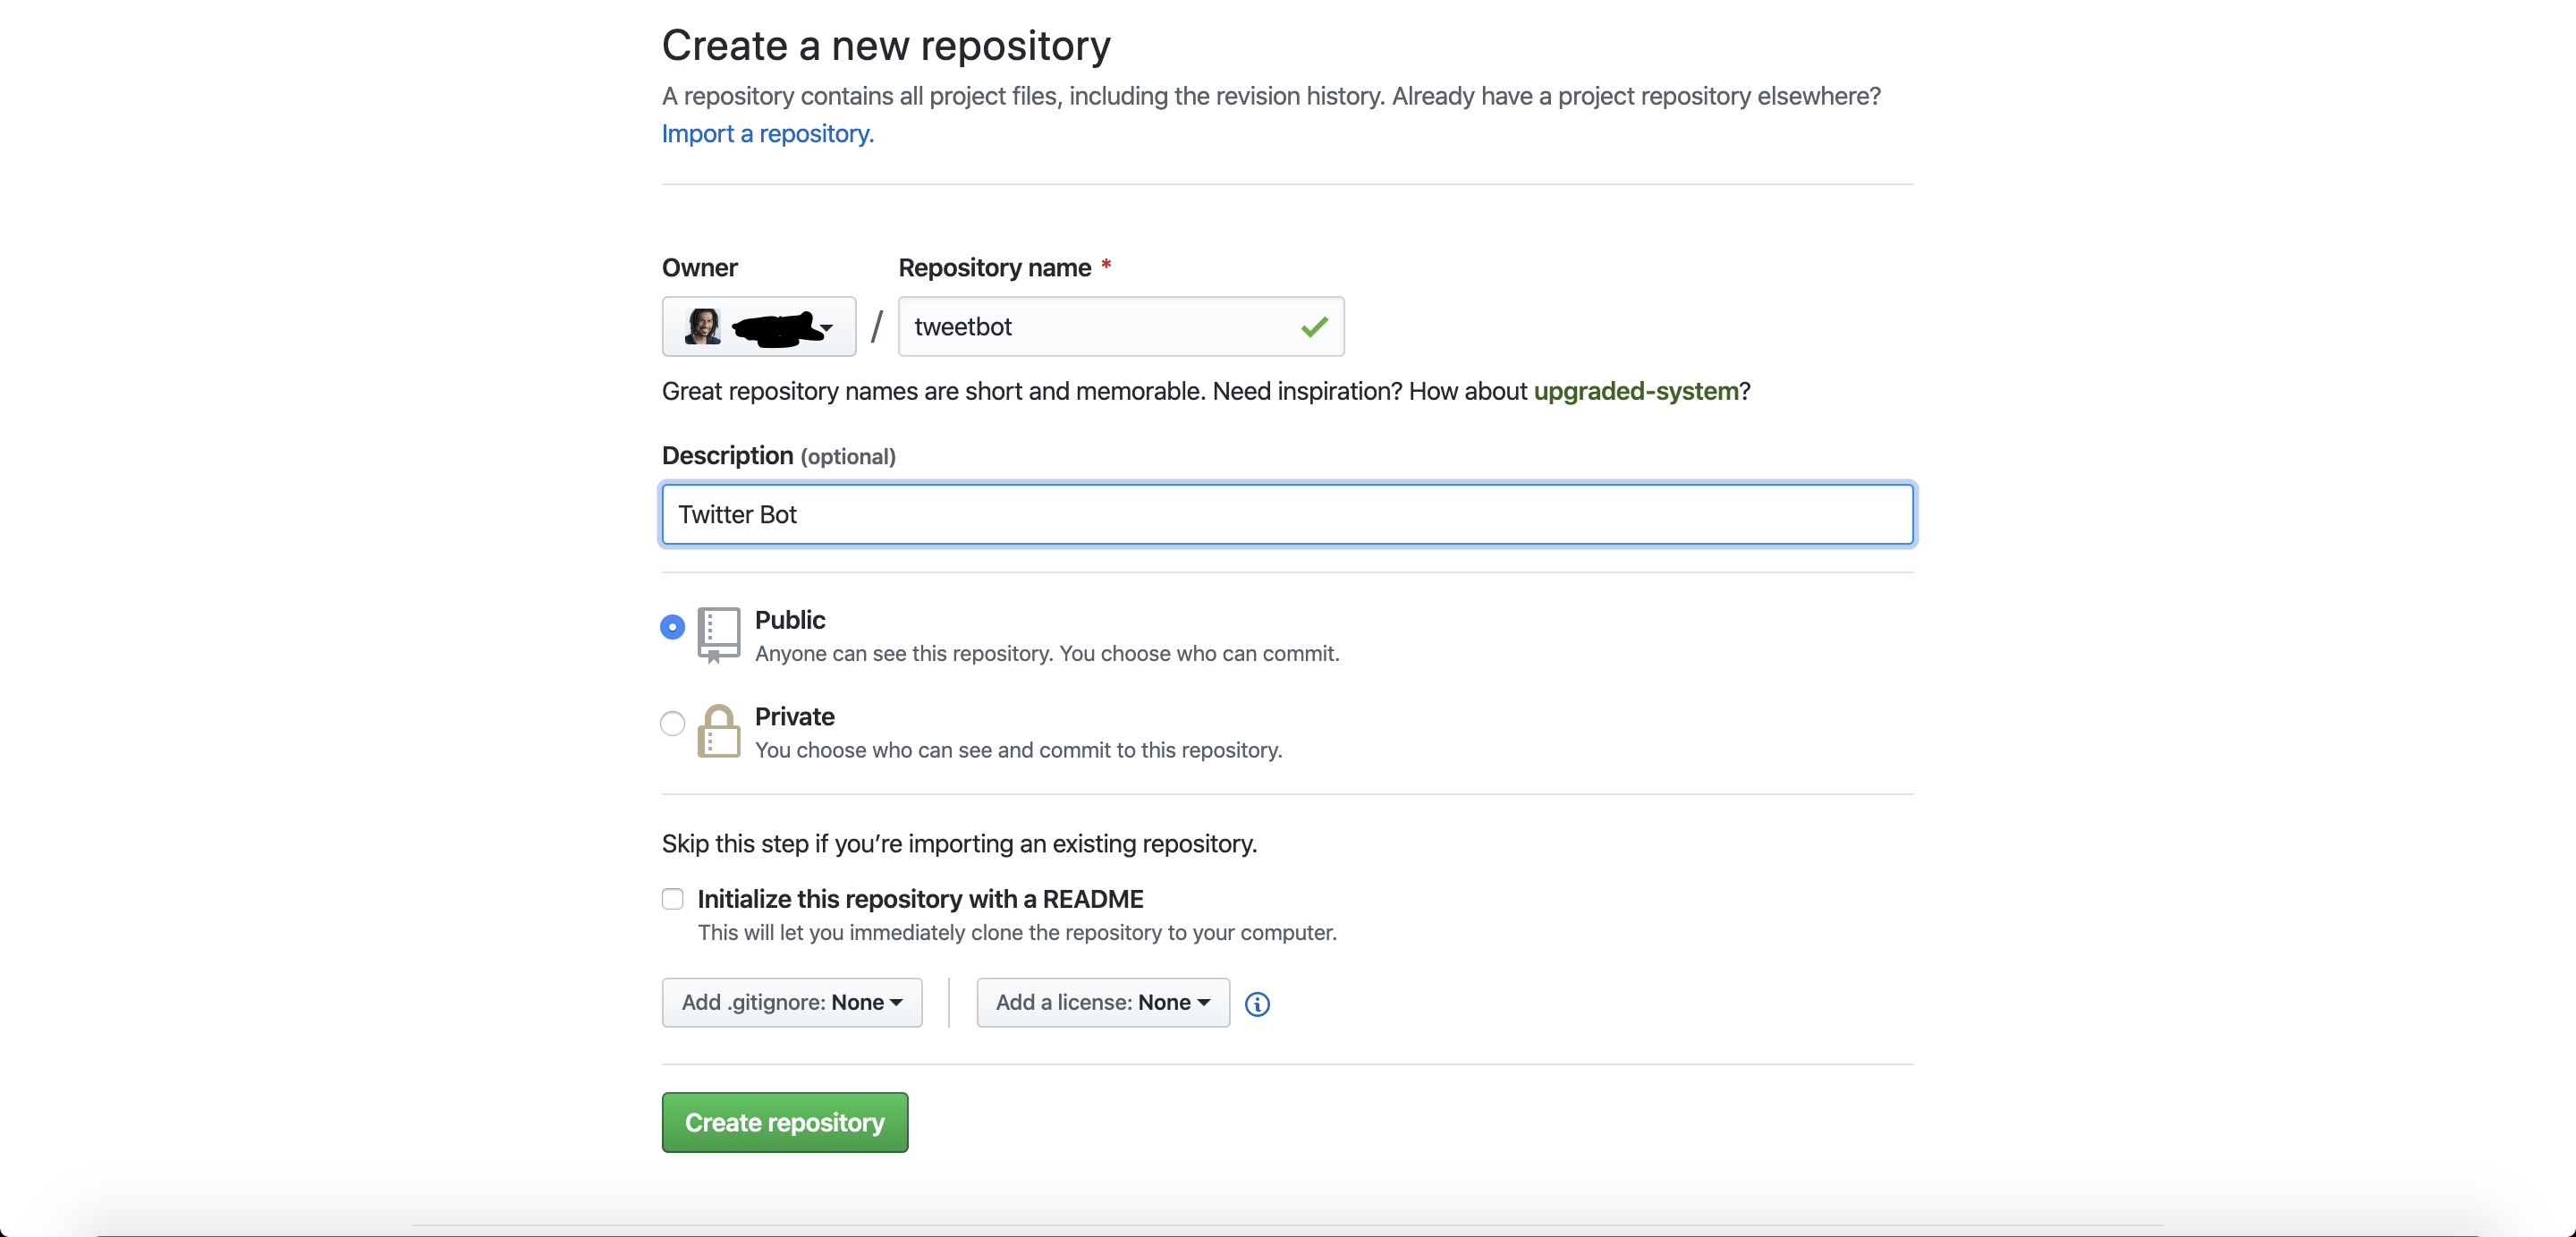 Create a new repository
A repository contains all project files, including the revision history. Already have a project repository elsewhere?
Import a repository.
Owner
Repository name *
/
tweetbot
Great repository names are short and memorable. Need inspiration? How about upgraded-system?
Description (optional)
Twitter Bot
Public
Anyone can see this repository. You choose who can commit.
Private
You choose who can see and commit to this repository.
Skip this step if you’re importing an existing repository.
Initialize this repository with a README
This will let you immediately clone the repository to your computer.
Add .gitignore: None
Add a license: None
Create repository